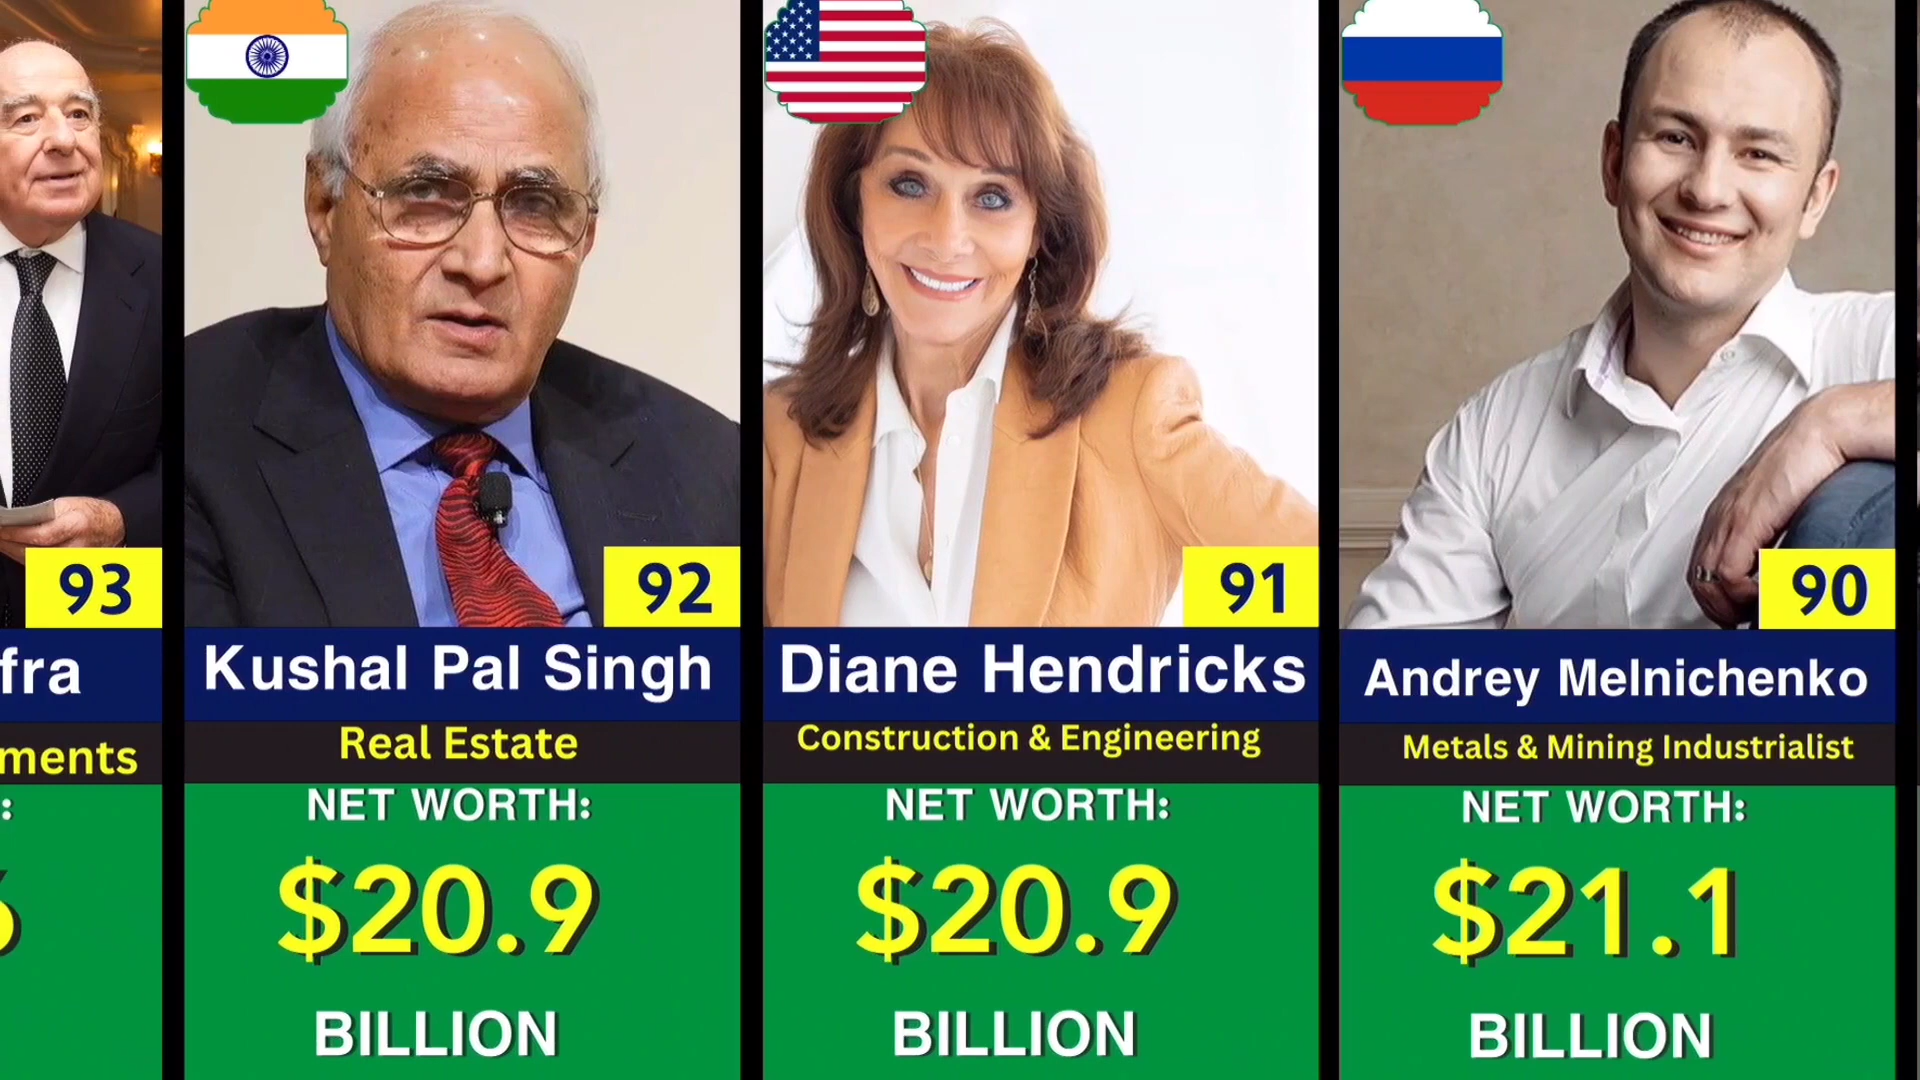 93
fra
ments
:
92
Kushal Pal Singh
Real Estate
NET WORTH:
$20.9
BILLION
91
Diane Hendricks
Construction & Engineering
NET WORTH:
$20.9
BILLION
90
Andrey Melnichenko
Metals & Mining Industrialist
NET WORTH:
$21.1
BILLION